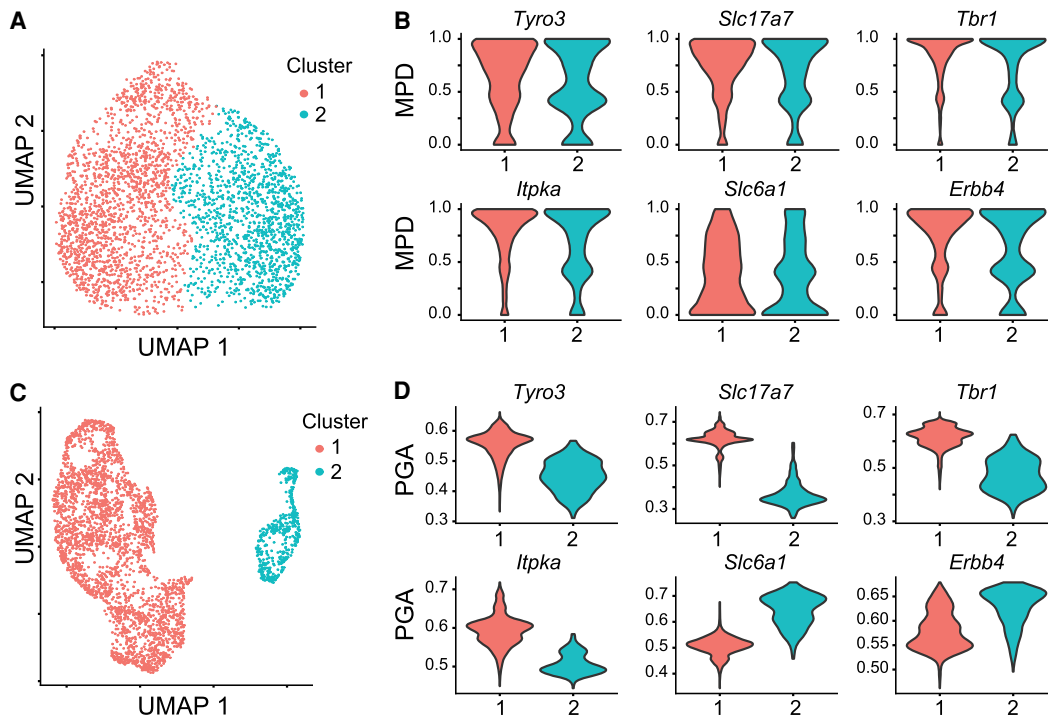 A
UMAP 2
Cluster
1
2
UMAP 1
B
Tyro3
Slc17a7
Tbr1
MPD
1.0
0.5
0.0
1 2
1.0
0.5
0.0
1 2
1.0
0.5
0.0
1 2
Itpka
Slc6a1
Erbb4
MPD
1.0
0.5
0.0
1 2
1.0
0.5
0.0
1 2
1.0
0.5
0.0
1 2
C
UMAP 2
Cluster
1
2
UMAP 1
D
Tyro3
Slc17a7
Tbr1
PGA
0.6
0.5
0.4
0.3
1 2
0.7
0.5
0.3
1 2
0.7
0.5
0.3
1 2
Itpka
Slc6a1
Erbb4
PGA
0.7
0.6
0.5
1 2
0.7
0.5
0.4
1 2
0.65
0.60
0.55
0.50
1 2